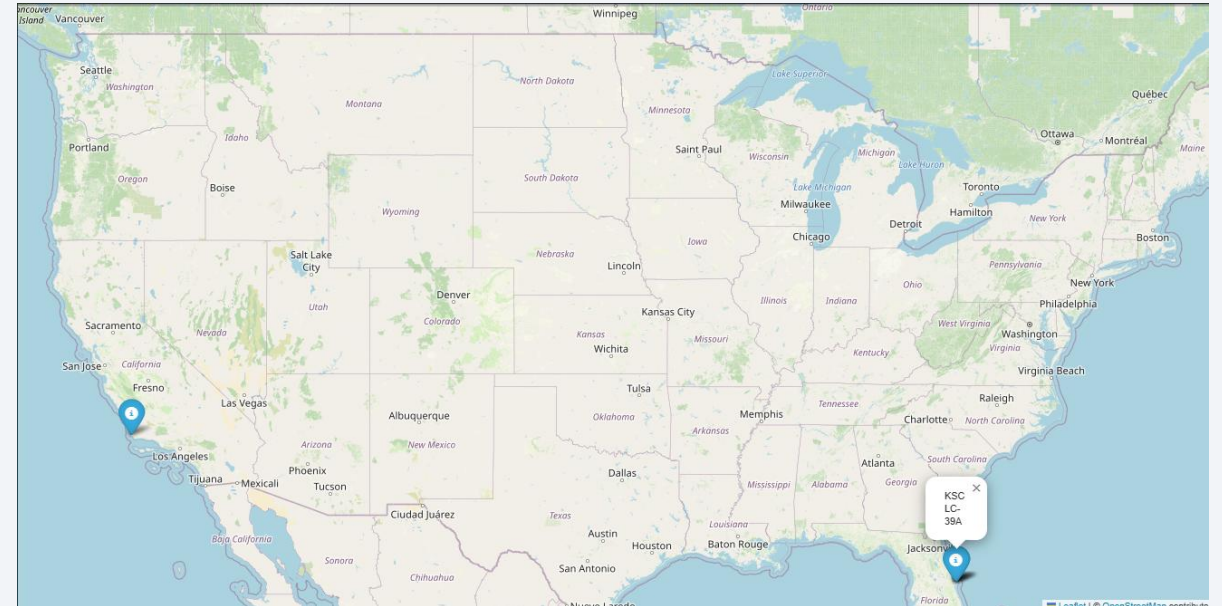 Vancouver
Island
Vancouver
Winnipeg
Ontario
Seattle
Washington
North Dakota
Lake Superior
Montana
Minnesota
Québec
Idaho
Portland
Saint Paul
Wisconsin
Michigan
Lake Huron
Ottawa
Montréal
Maine
Oregon
Boise
South Dakota
Lake Michigan
Toronto
Wyoming
Milwaukee
Hamilton
New York
Detroit
Chicago
Boston
Iowa
Salt Lake
City
Nebraska
Lincoln
Pennsylvania
New York
Denver
Utah
Illinois
Indiana
Ohio
Philadelphia
Colorado
Kansas City
Sacramento
Nevada
Kansas
Missouri
West Virginia
Washington
Wichita
Kentucky
Virginia
San Jose
California
Virginia Beach
Fresno
Tulsa
Las Vegas
Raleigh
Albuquerque
Oklahoma
Memphis
Tennessee
Charlotte
North Carolina
Arkansas
Los Angeles
Arizona
New Mexico
South Carolina
Atlanta
Phoenix
Dallas
Tijuana
Mexicali
Tucson
Mississippi
Alabama
Georgia
KSC
LC-
39A
×
Ciudad Juárez
Texas
Louisiana
Baja California
Austin
Houston
Baton Rouge
Jacksonv
Sonora
San Antonio
Chihuahua
Florida
Nuevo Laredo
Leaflet | © OpenStreetMap contributo